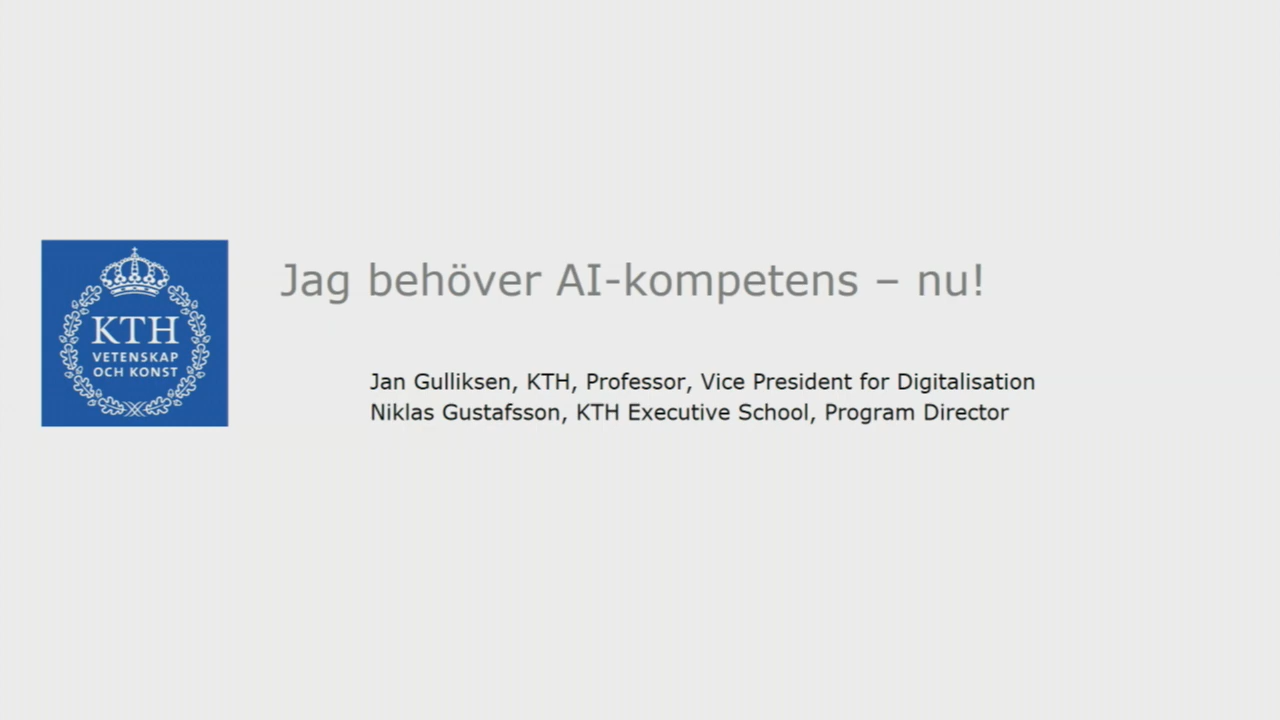 KTH
VETENSKAP
OCH KONST
Jag behöver AI-kompetens – nu!
Jan Gulliksen, KTH, Professor, Vice President for Digitalisation
Niklas Gustafsson, KTH Executive School, Program Director